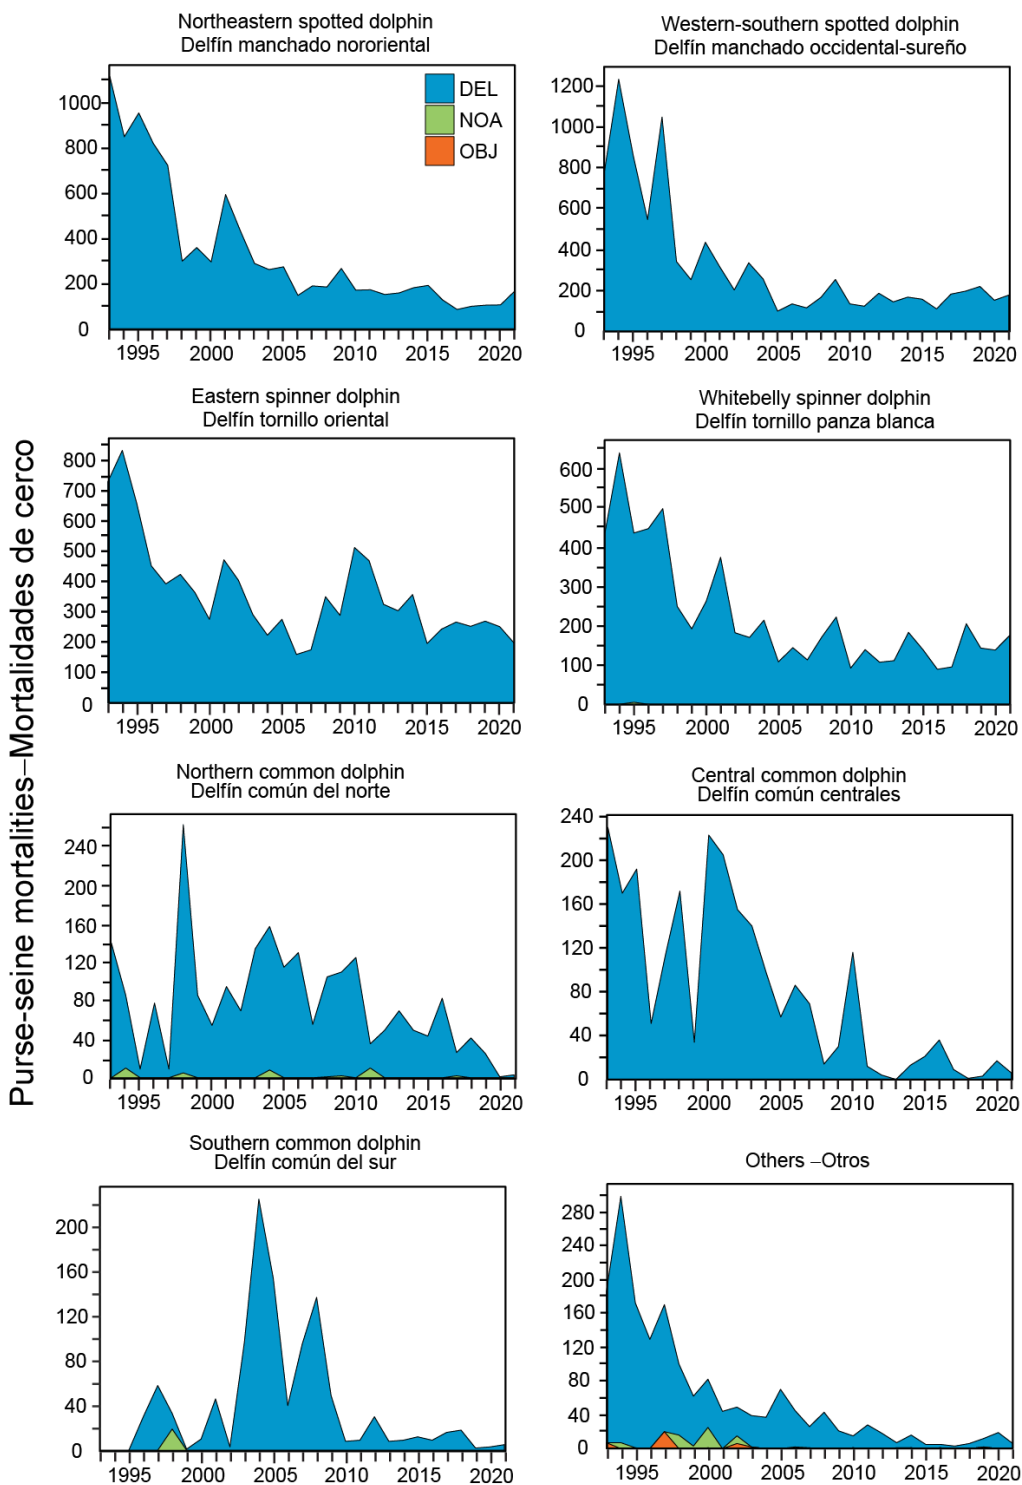 Purse-seine mortalities–Mortalidades de cerco
Northeastern spotted dolphin
Delfín manchado nororiental
DEL
NOA
OBJ
1000
800
600
400
200
0
1995 2000 2005 2010 2015 2020
Western-southern spotted dolphin
Delfín manchado occidental-sureño
1200
1000
800
600
400
200
0
1995 2000 2005 2010 2015 2020
Eastern spinner dolphin
Delfín tornillo oriental
800
700
600
500
400
300
200
100
0
1995 2000 2005 2010 2015 2020
Whitebelly spinner dolphin
Delfín tornillo panza blanca
600
500
400
300
200
100
0
1995 2000 2005 2010 2015 2020
Northern common dolphin
Delfín común del norte
240
200
160
120
80
40
0
1995 2000 2005 2010 2015 2020
Central common dolphin
Delfín común centrales
240
200
160
120
80
40
0
1995 2000 2005 2010 2015 2020
Southern common dolphin
Delfín común del sur
200
160
120
80
40
0
1995 2000 2005 2010 2015 2020
Others –Otros
280
240
200
160
120
80
40
0
1995 2000 2005 2010 2015 2020